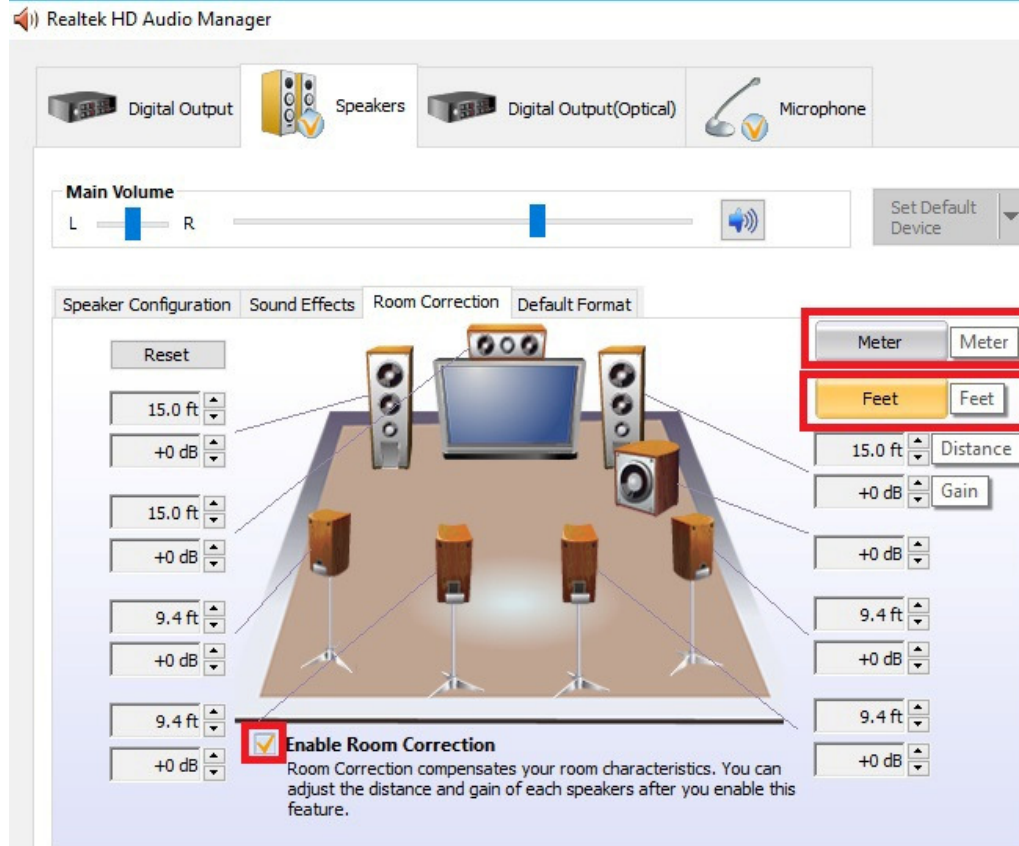 Realtek HD Audio Manager
Digital Output
Speakers
Digital Output(Optical)
Microphone
Main Volume
L
R
Set Default
Device
Speaker Configuration
Sound Effects
Room Correction
Default Format
Reset
Meter
Meter
Feet
Feet
15.0 ft
+0 dB
15.0 ft
Distance
+0 dB
Gain
15.0 ft
+0 dB
+0 dB
9.4 ft
+0 dB
9.4 ft
+0 dB
9.4 ft
+0 dB
9.4 ft
+0 dB
Enable Room Correction
Room Correction compensates your room characteristics. You can
adjust the distance and gain of each speakers after you enable this
feature.